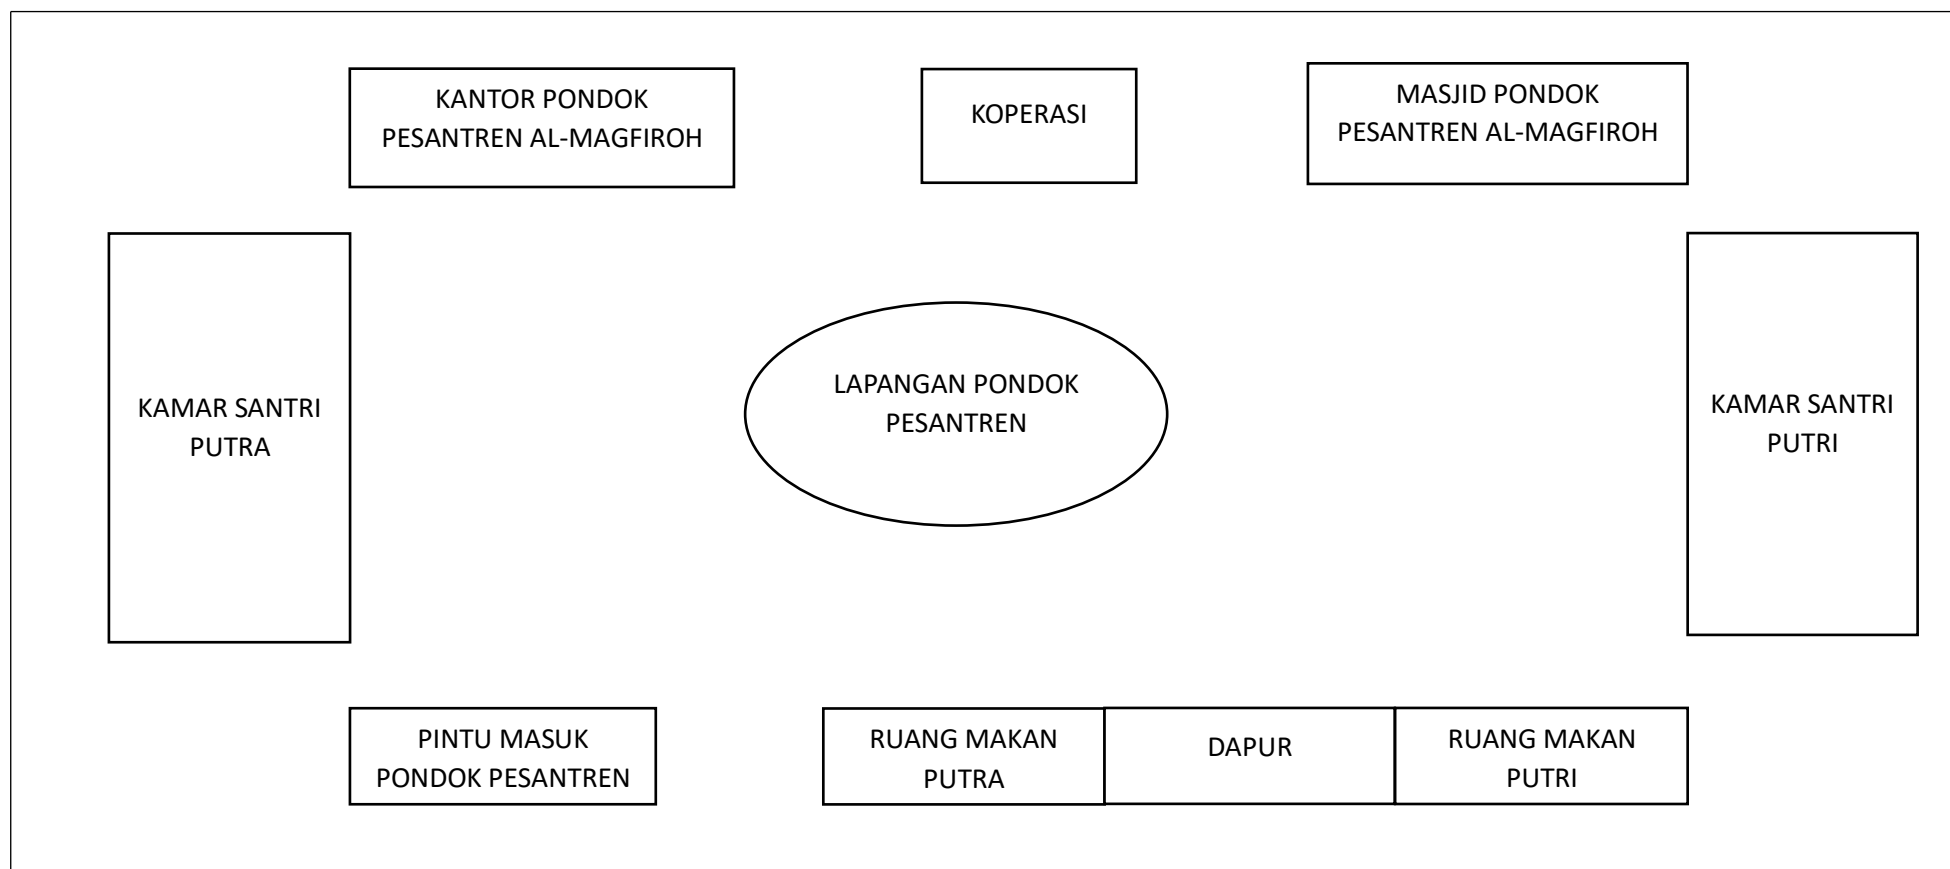 KANTOR PONDOK
PESANTREN AL-MAGFIROH
KOPERASI
MASJID PONDOK
PESANTREN AL-MAGFIROH
KAMAR SANTRI
PUTRA
LAPANGAN PONDOK
PESANTREN
KAMAR SANTRI
PUTRI
PINTU MASUK
PONDOK PESANTREN
RUANG MAKAN
PUTRA
DAPUR
RUANG MAKAN
PUTRI